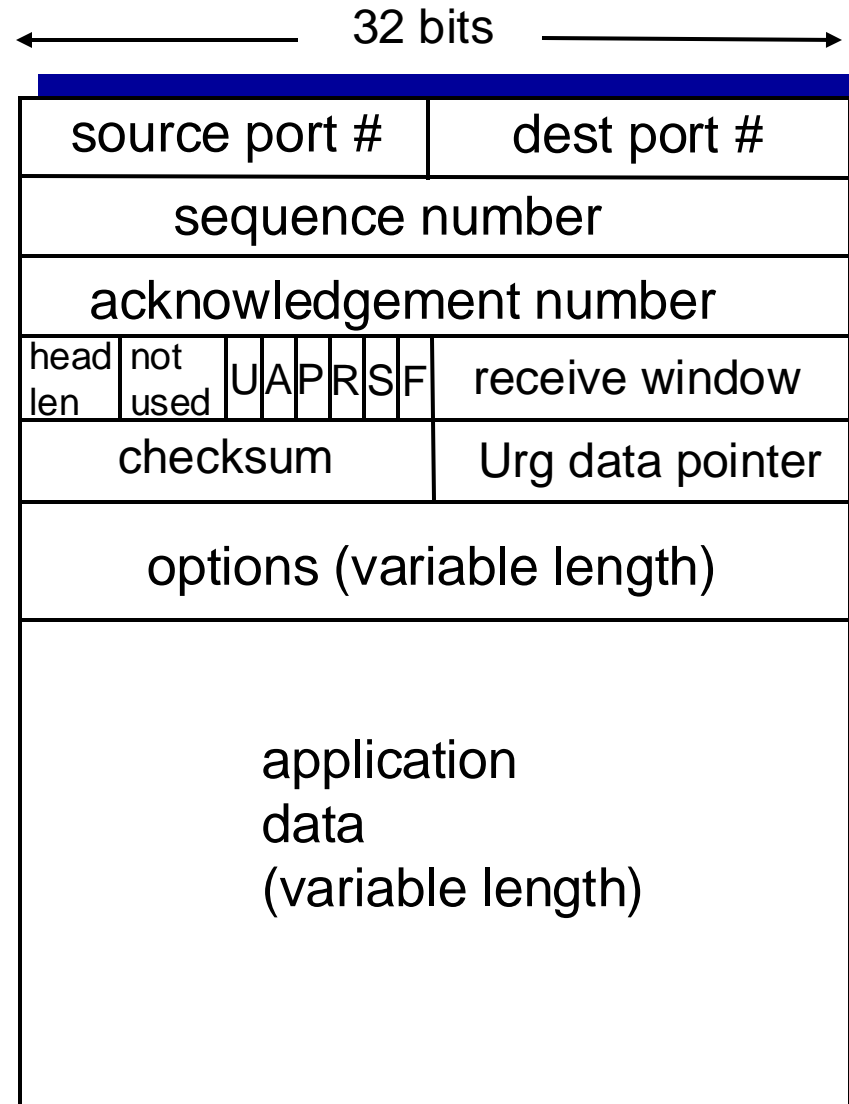 32 bits
source port #
dest port #
sequence number
acknowledgement number
head
len
not
used
U
A
P
R
S
F
receive window
checksum
Urg data pointer
options (variable length)
application
data
(variable length)